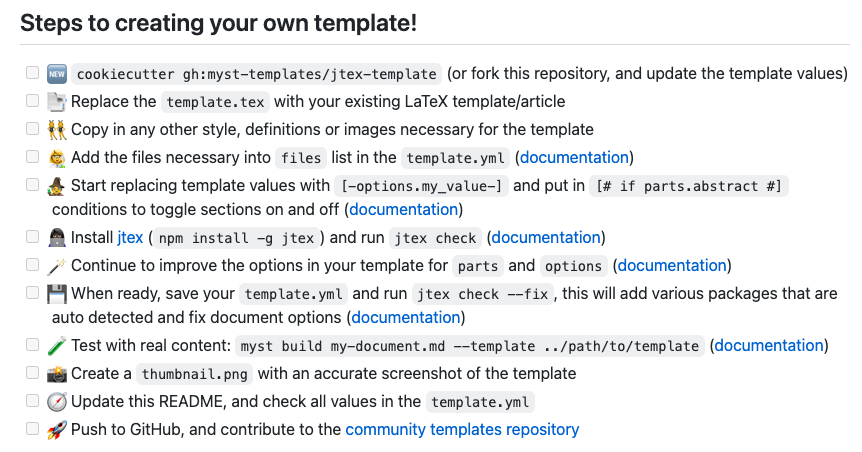 Steps to creating your own template!
🆕 cookiecutter gh:myst-templates/jtex-template (or fork this repository, and update the template values)
Replace the template.tex with your existing LaTeX template/article
Copy in any other style, definitions or images necessary for the template
Add the files necessary into files list in the template.yml (documentation)
Start replacing template values with [-options.my_value-] and put in [# if parts.abstract #]
conditions to toggle sections on and off (documentation)
Install jtex (npm install -g jtex) and run jtex check (documentation)
Continue to improve the options in your template for parts and options (documentation)
When ready, save your template.yml and run jtex check --fix, this will add various packages that are
auto detected and fix document options (documentation)
Test with real content: myst build my-document.md --template ../path/to/template (documentation)
Create a thumbnail.png with an accurate screenshot of the template
Update this README, and check all values in the template.yml
Push to GitHub, and contribute to the community templates repository